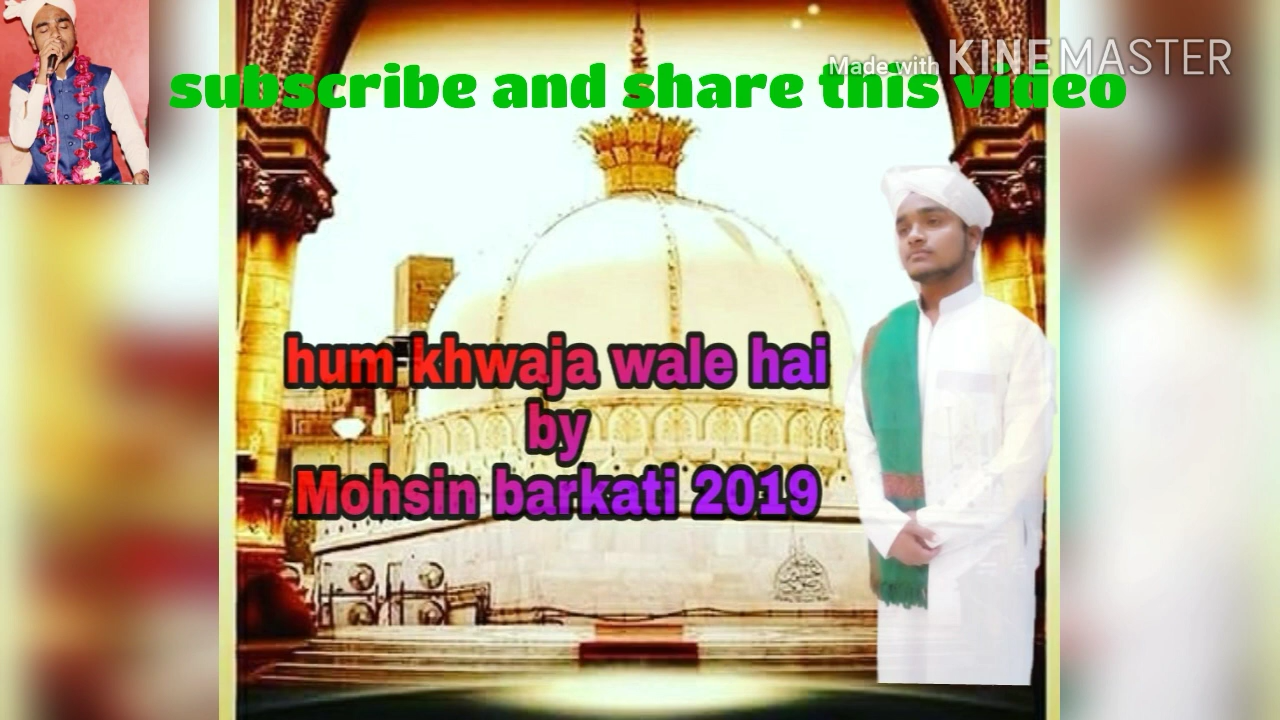 Made with KINEMASTER
subscribe and share this video
hum khwaja wale hai
by
Mohsin barkati 2019